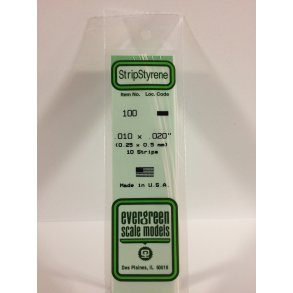 StripStyrene
Item No. Loc. Code
100
.010 x .020"
(0.25 x 0.5 mm)
10 Strips
Made in U.S.A.
evergreen
scale models
Des Plaines, IL 60018